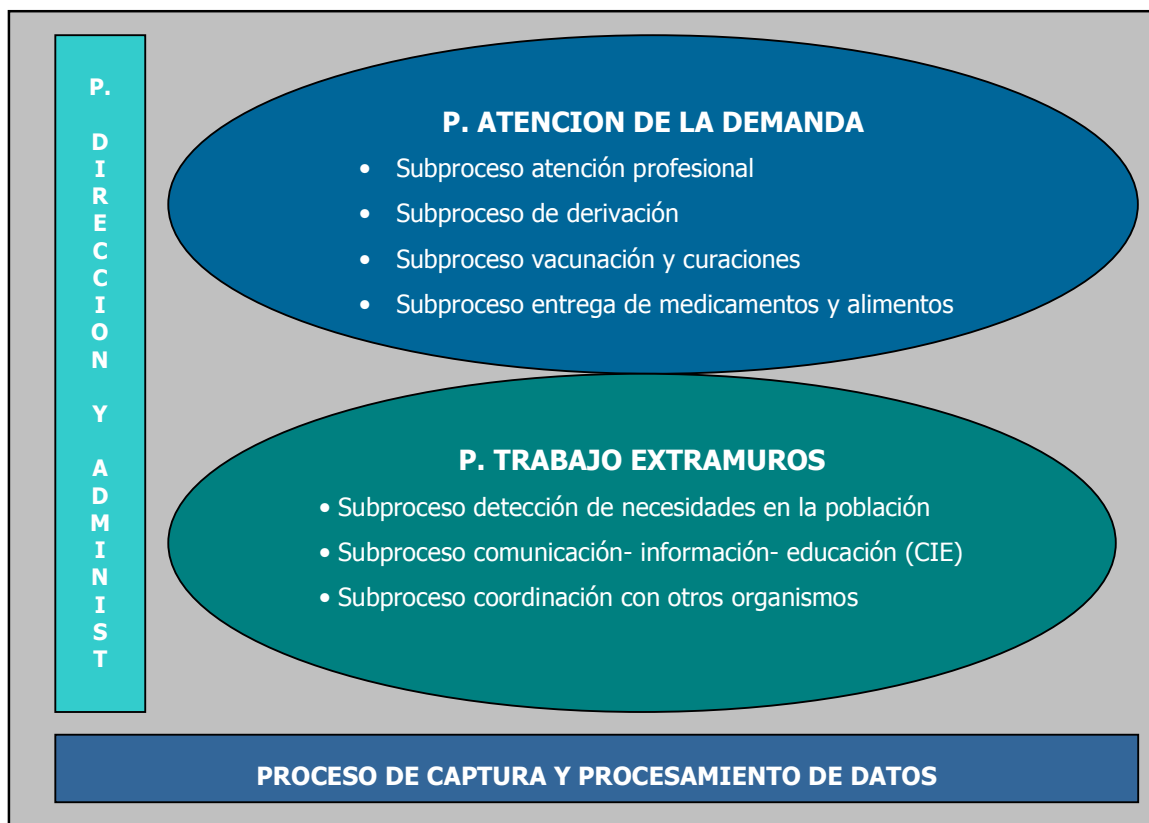 P. DIRECCION Y ADMINIST
P. ATENCION DE LA DEMANDA
• Subproceso atención profesional
• Subproceso de derivación
• Subproceso vacunación y curaciones
• Subproceso entrega de medicamentos y alimentos
P. TRABAJO EXTRAMUROS
• Subproceso detección de necesidades en la población
• Subproceso comunicación- información- educación (CIE)
• Subproceso coordinación con otros organismos
PROCESO DE CAPTURA Y PROCESAMIENTO DE DATOS